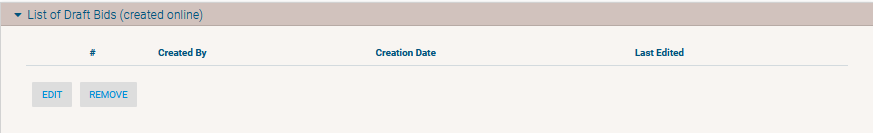 List of Draft Bids (created online)
# Created By Creation Date Last Edited
EDIT REMOVE